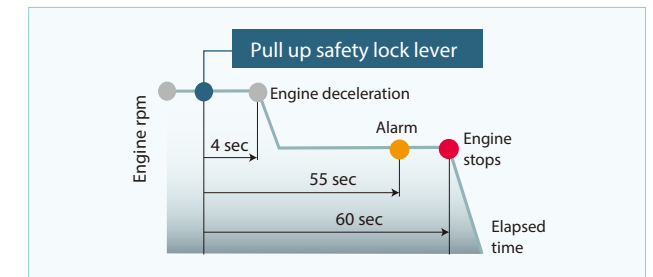 Pull up safety lock lever
Engine rpm
Engine deceleration
Alarm
Engine
stops
4 sec
55 sec
60 sec
Elapsed
time